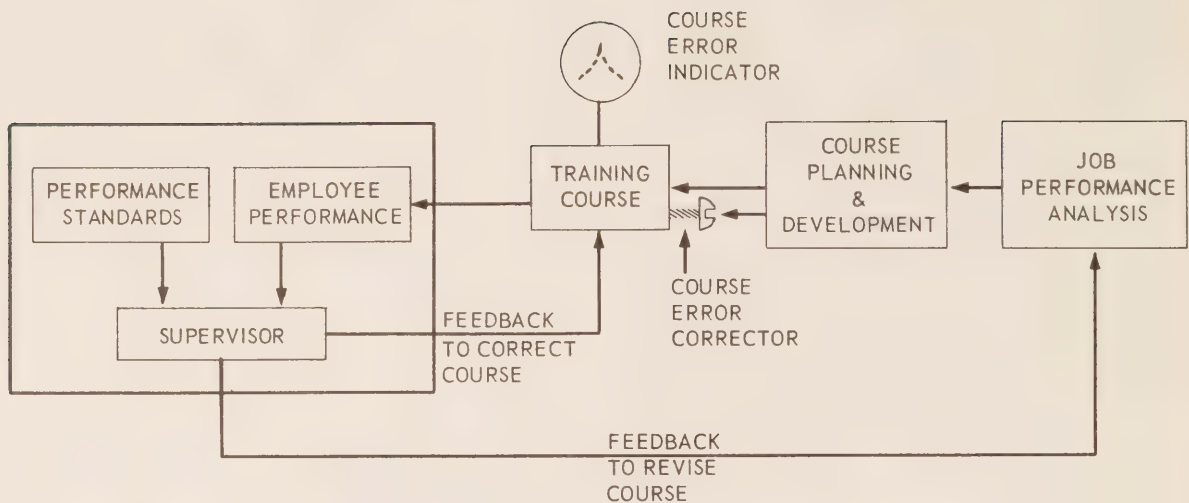 COURSE
ERROR
INDICATOR
PERFORMANCE
STANDARDS
EMPLOYEE
PERFORMANCE
TRAINING
COURSE
COURSE
PLANNING
&
DEVELOPMENT
JOB
PERFORMANCE
ANALYSIS
SUPERVISOR
FEEDBACK
TO CORRECT
COURSE
COURSE
ERROR
CORRECTOR
FEEDBACK
TO REVISE
COURSE